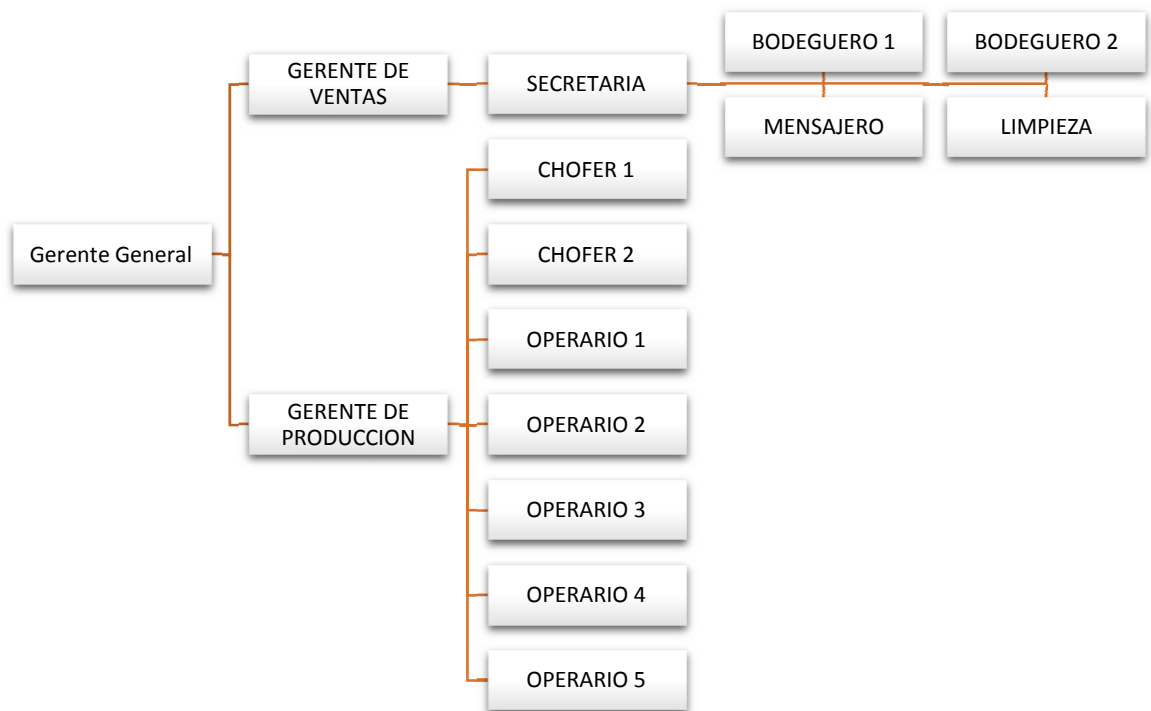 BODEGUERO 1
BODEGUERO 2
GERENTE DE
VENTAS
SECRETARIA
MENSAJERO
LIMPIEZA
CHOFER 1
Gerente General
CHOFER 2
OPERARIO 1
GERENTE DE
PRODUCCION
OPERARIO 2
OPERARIO 3
OPERARIO 4
OPERARIO 5